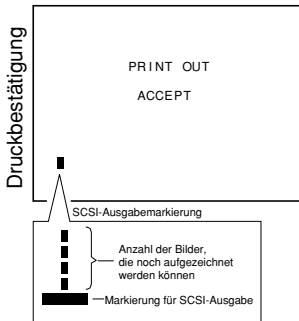 Druckbestätigung
PRINT OUT
ACCEPT
SCSI-Ausgabemarkierung
Anzahl der Bilder,
die noch aufgezeichnet
werden können
Markierung für SCSI-Ausgabe